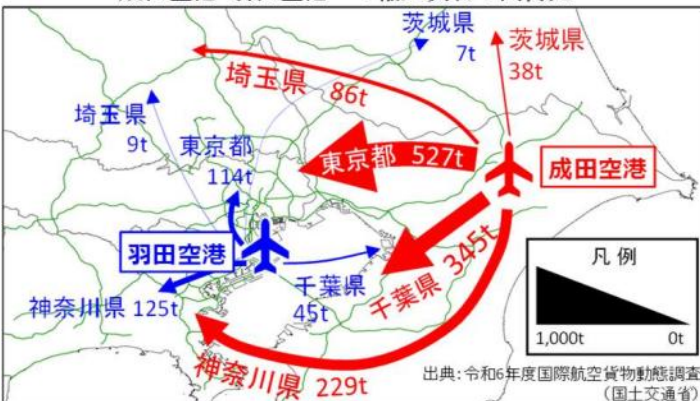 茨城県
7t
茨城県
38t
埼玉県 86t
埼玉県
9t
東京都
114t
東京都 527t
成田空港
羽田空港
千葉県 345t
千葉県
45t
神奈川県 125t
神奈川県 229t
凡 例
1,000t 0t
出典：令和6年度国際航空貨物動態調査
（国土交通省）